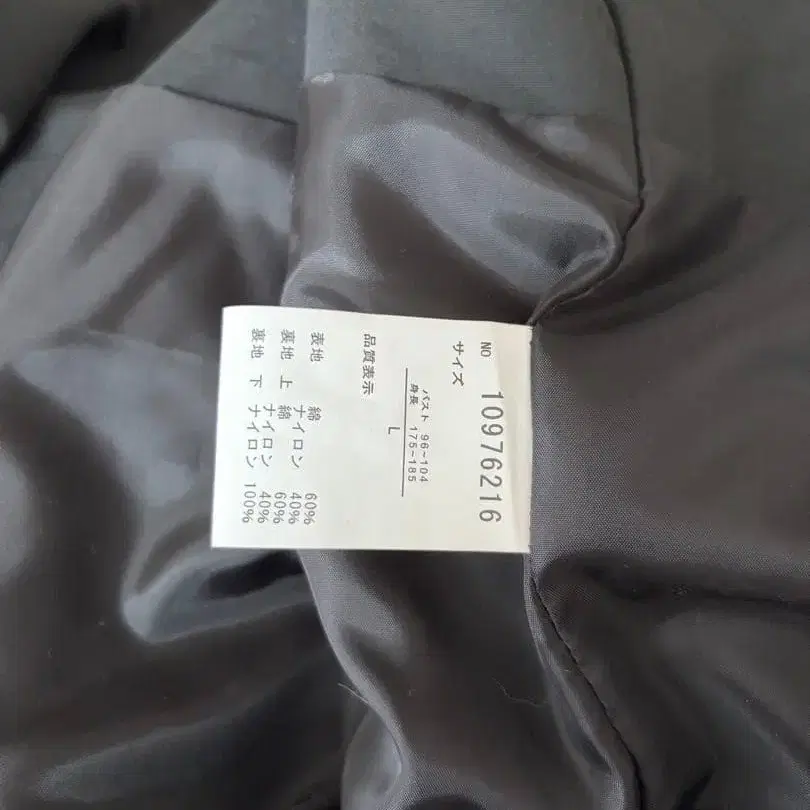 NO 10976216
サイズ
バスト 96~104
身長 175~185
L
品質表示
表地 綿 60%
ナイロン 40%
裏地 上 綿 60%
ナイロン 40%
裏地 下 ナイロン 100%